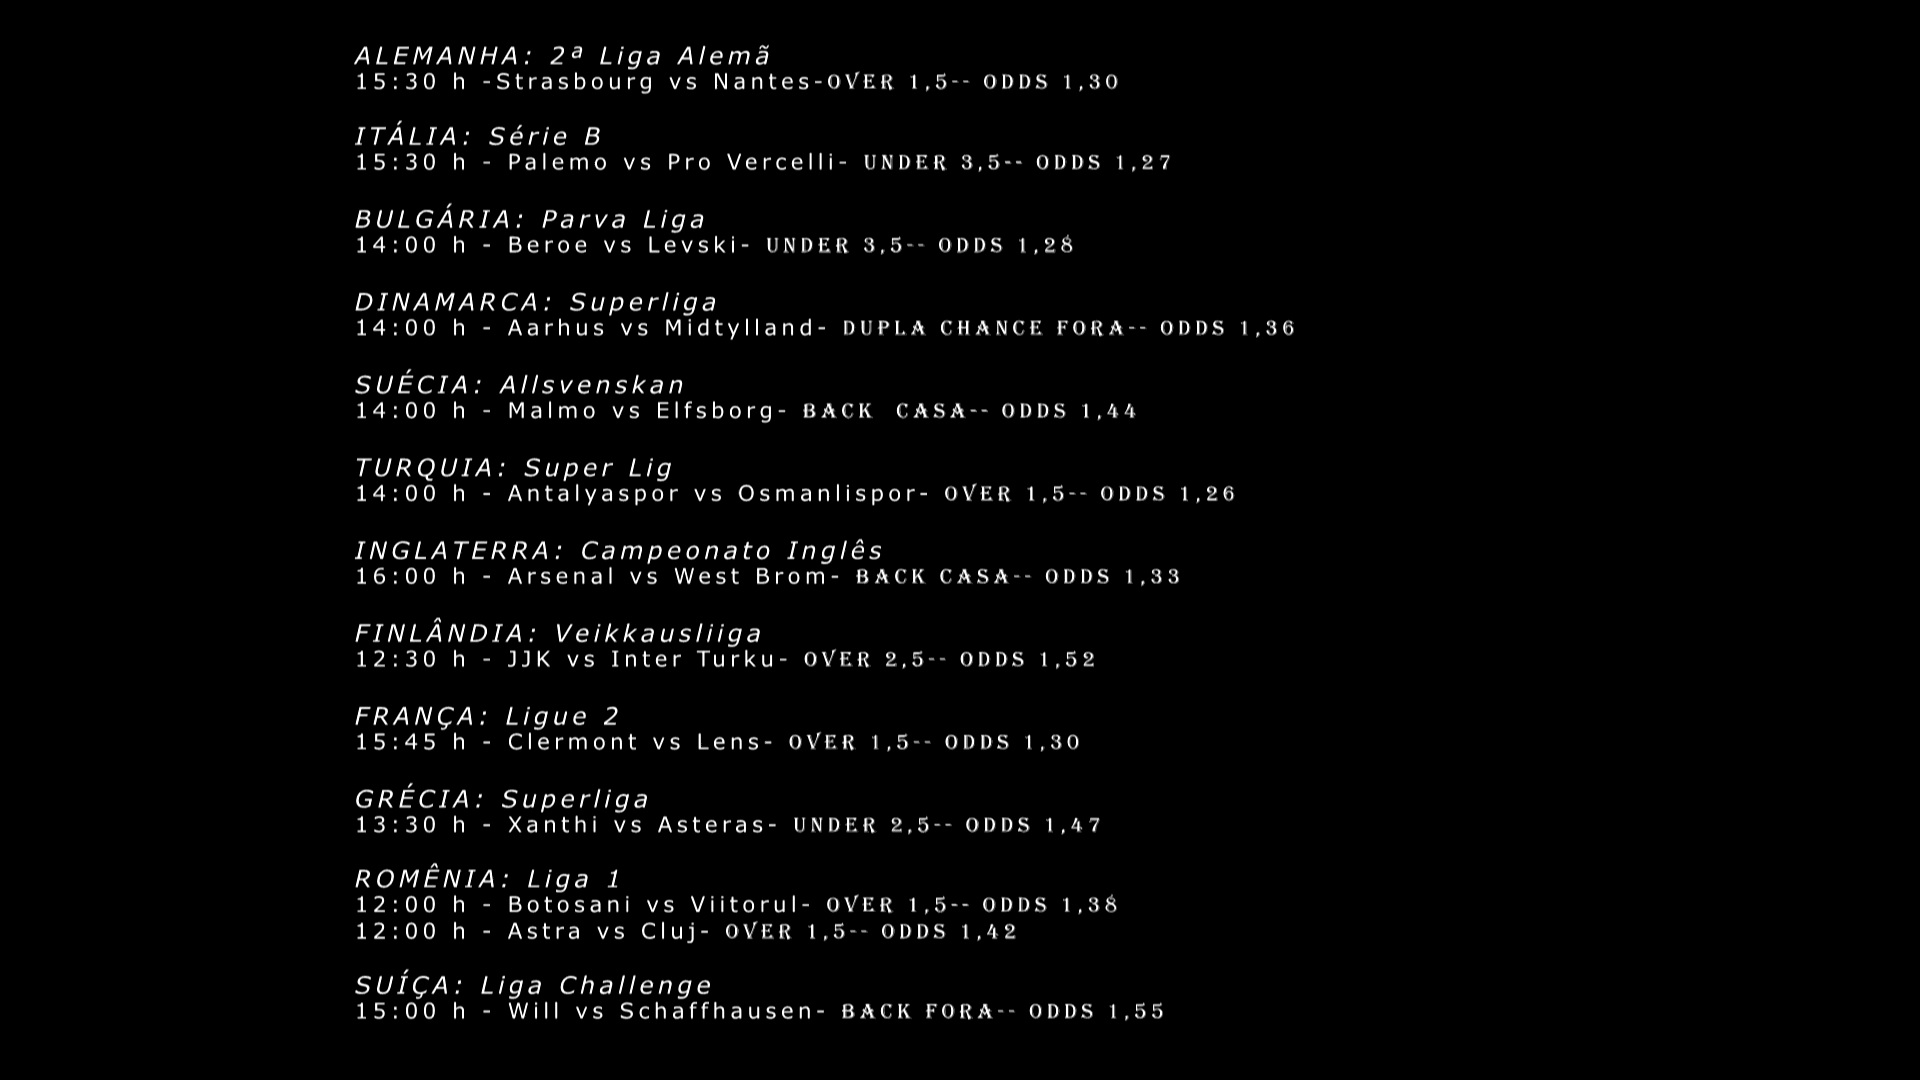 ALEMANHA: 2ª Liga Alemã
15:30 h -Strasbourg vs Nantes-OVER 1,5-- ODDS 1,30
ITÁLIA: Série B
15:30 h - Palemo vs Pro Vercelli- UNDER 3,5-- ODDS 1,27
BULGÁRIA: Parva Liga
14:00 h - Beroe vs Levski- UNDER 3,5-- ODDS 1,28
DINAMARCA: Superliga
14:00 h - Aarhus vs Midtylland- DUPLA CHANCE FORA-- ODDS 1,36
SUÉCIA: Allsvenskan
14:00 h - Malmo vs Elfsborg- BACK CASA-- ODDS 1,44
TURQUIA: Super Lig
14:00 h - Antalyaspor vs Osmanlispor- OVER 1,5-- ODDS 1,26
INGLATERRA: Campeonato Inglês
16:00 h - Arsenal vs West Brom- BACK CASA-- ODDS 1,33
FINLÂNDIA: Veikkausliiga
12:30 h - JJK vs Inter Turku- OVER 2,5-- ODDS 1,52
FRANÇA: Ligue 2
15:45 h - Clermont vs Lens- OVER 1,5-- ODDS 1,30
GRÉCIA: Superliga
13:30 h - Xanthi vs Asteras- UNDER 2,5-- ODDS 1,47
ROMÊNIA: Liga 1
12:00 h - Botosani vs Viitorul- OVER 1,5-- ODDS 1,38
12:00 h - Astra vs Cluj- OVER 1,5-- ODDS 1,42
SUÍÇA: Liga Challenge
15:00 h - Will vs Schaffhausen- BACK FORA-- ODDS 1,55